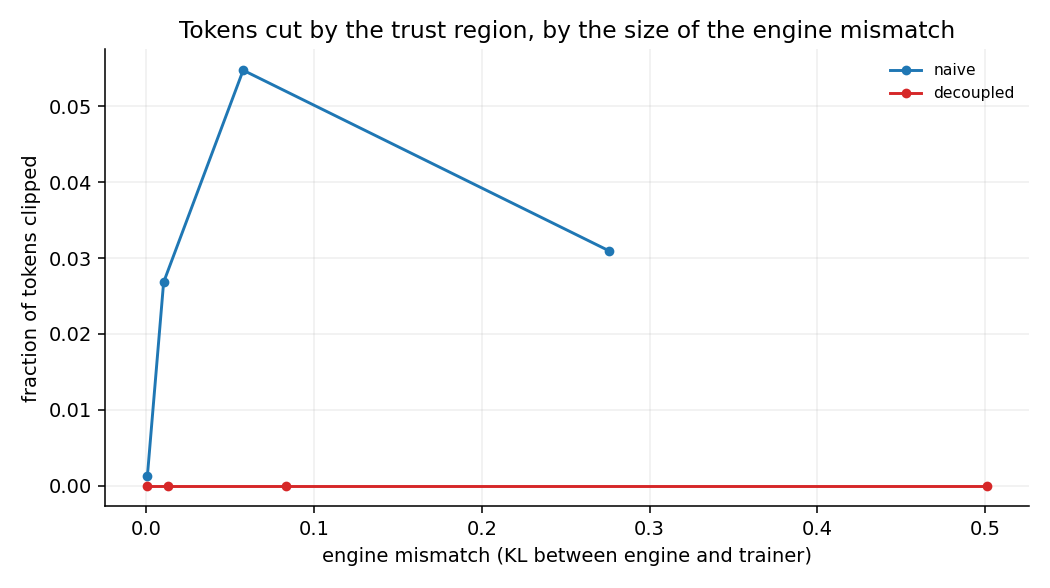 Tokens cut by the trust region, by the size of the engine mismatch
naive
decoupled
fraction of tokens clipped
0.05
0.04
0.03
0.02
0.01
0.00
0.0 0.1 0.2 0.3 0.4 0.5
engine mismatch (KL between engine and trainer)